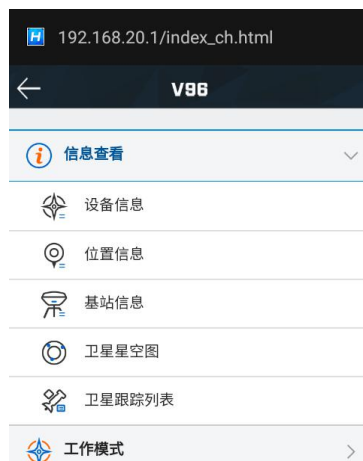 192.168.20.1/index_ch.html
V96
信息查看
设备信息
位置信息
基站信息
卫星星空图
卫星跟踪列表
工作模式